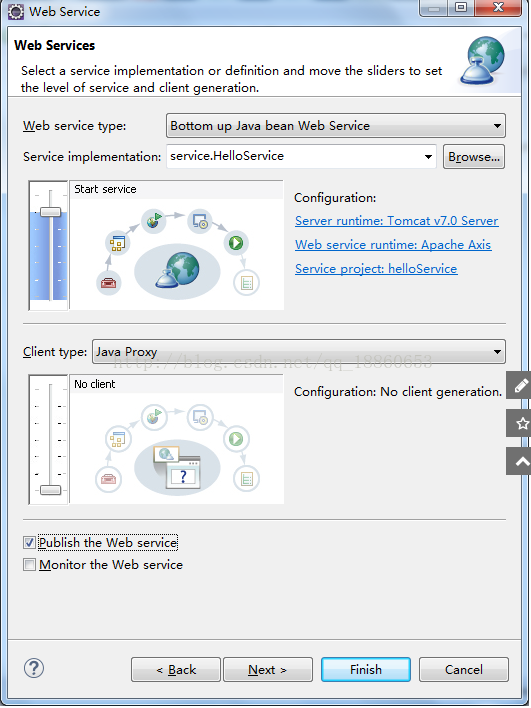 Web Service
Web Services
Select a service implementation or definition and move the sliders to set
the level of service and client generation.
Web service type: Bottom up Java bean Web Service
Service implementation: service.HelloService Browse...
Start service
Configuration:
Server runtime: Tomcat v7.0 Server
Web service runtime: Apache Axis
Service project: helloService
Client type: Java Proxy
http://blog.csdn.net/qq_18860653
No client
Configuration: No client generation.
Publish the Web service
Monitor the Web service
< Back Next > Finish Cancel